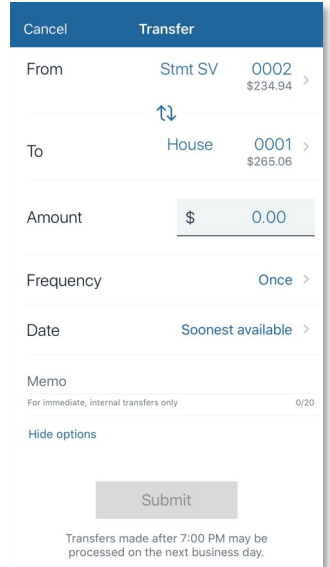 Cancel Transfer
From Stmt SV 0002
$234.94
To House 0001
$265.06
Amount $ 0.00
Frequency Once
Date Soonest available
Memo
For immediate, internal transfers only 0/20
Hide options
Submit
Transfers made after 7:00 PM may be
processed on the next business day.